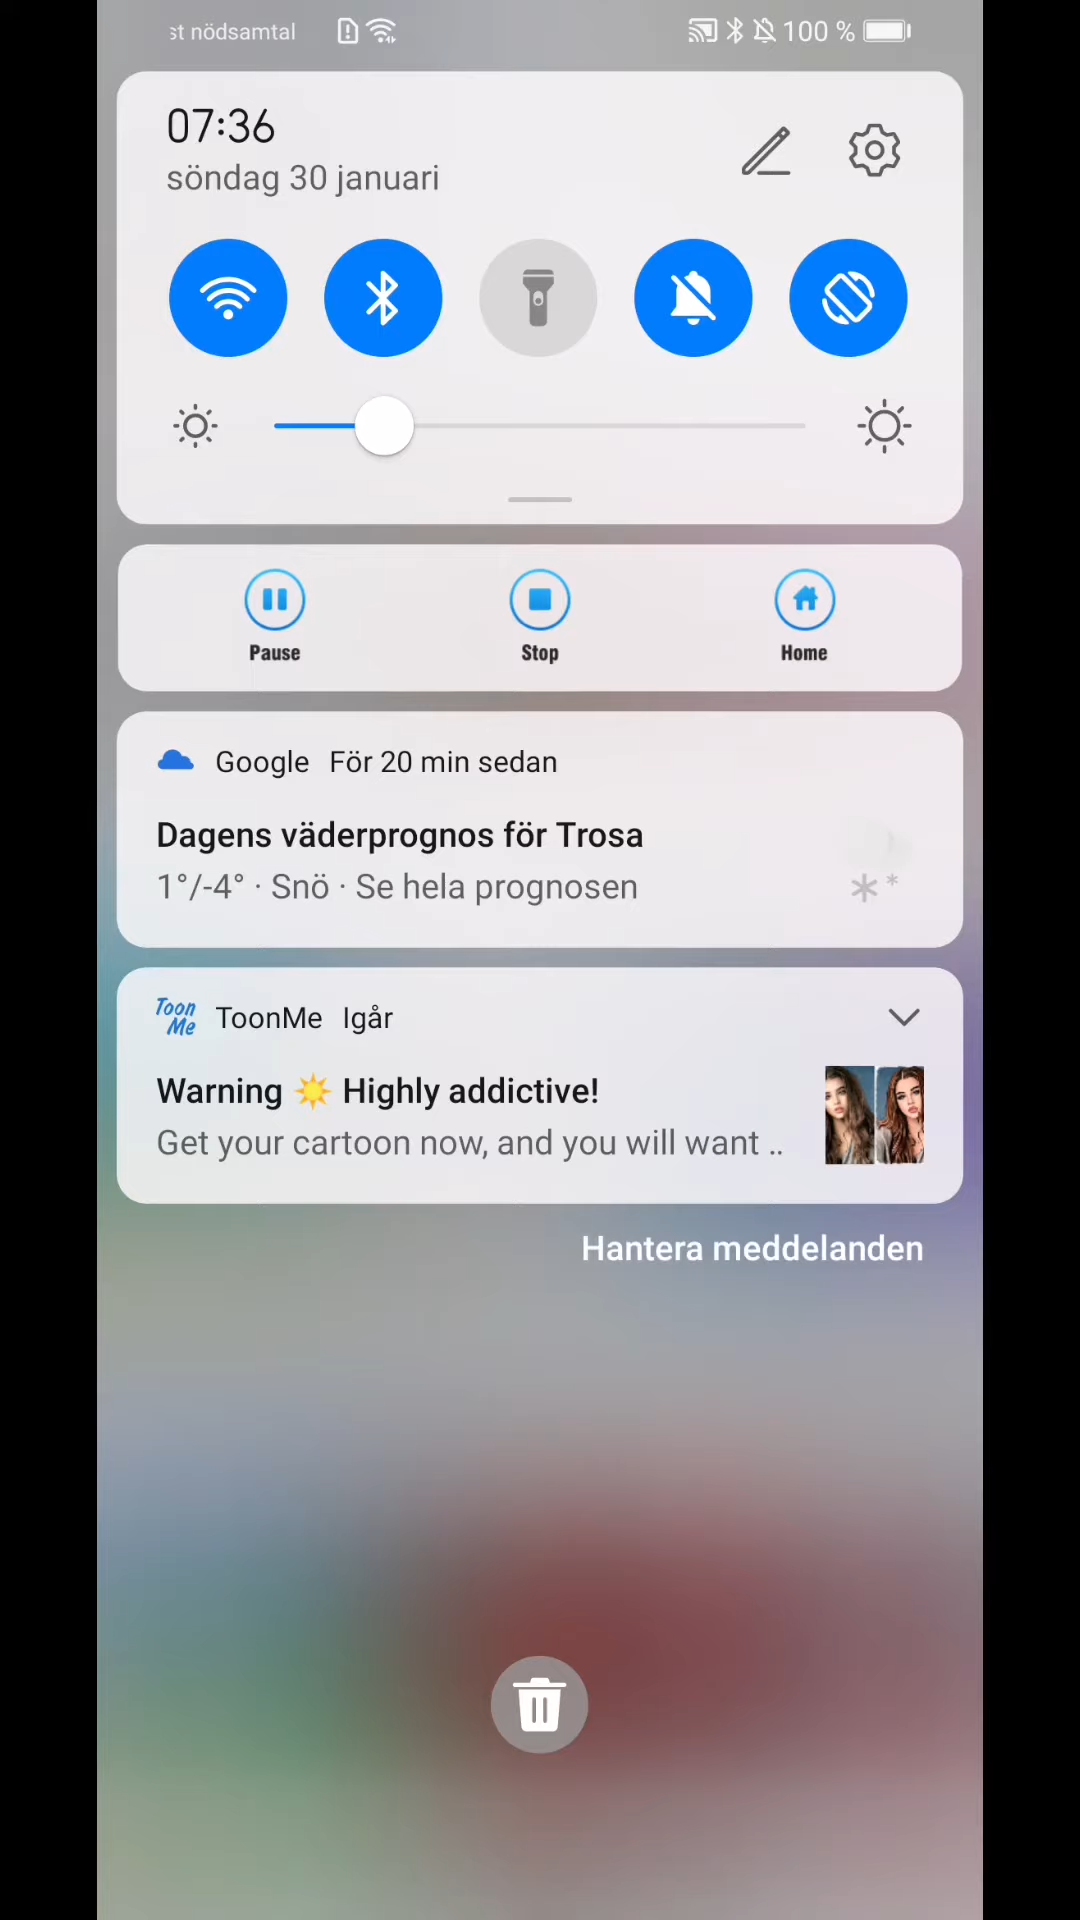 st nödsamtal
100 %
07:36
söndag 30 januari
Pause
Stop
Home
Google För 20 min sedan
Dagens väderprognos för Trosa
1°/-4° · Snö · Se hela prognosen
Toon Me
ToonMe Igår
Warning ☀️ Highly addictive!
Get your cartoon now, and you will want ..
Hantera meddelanden